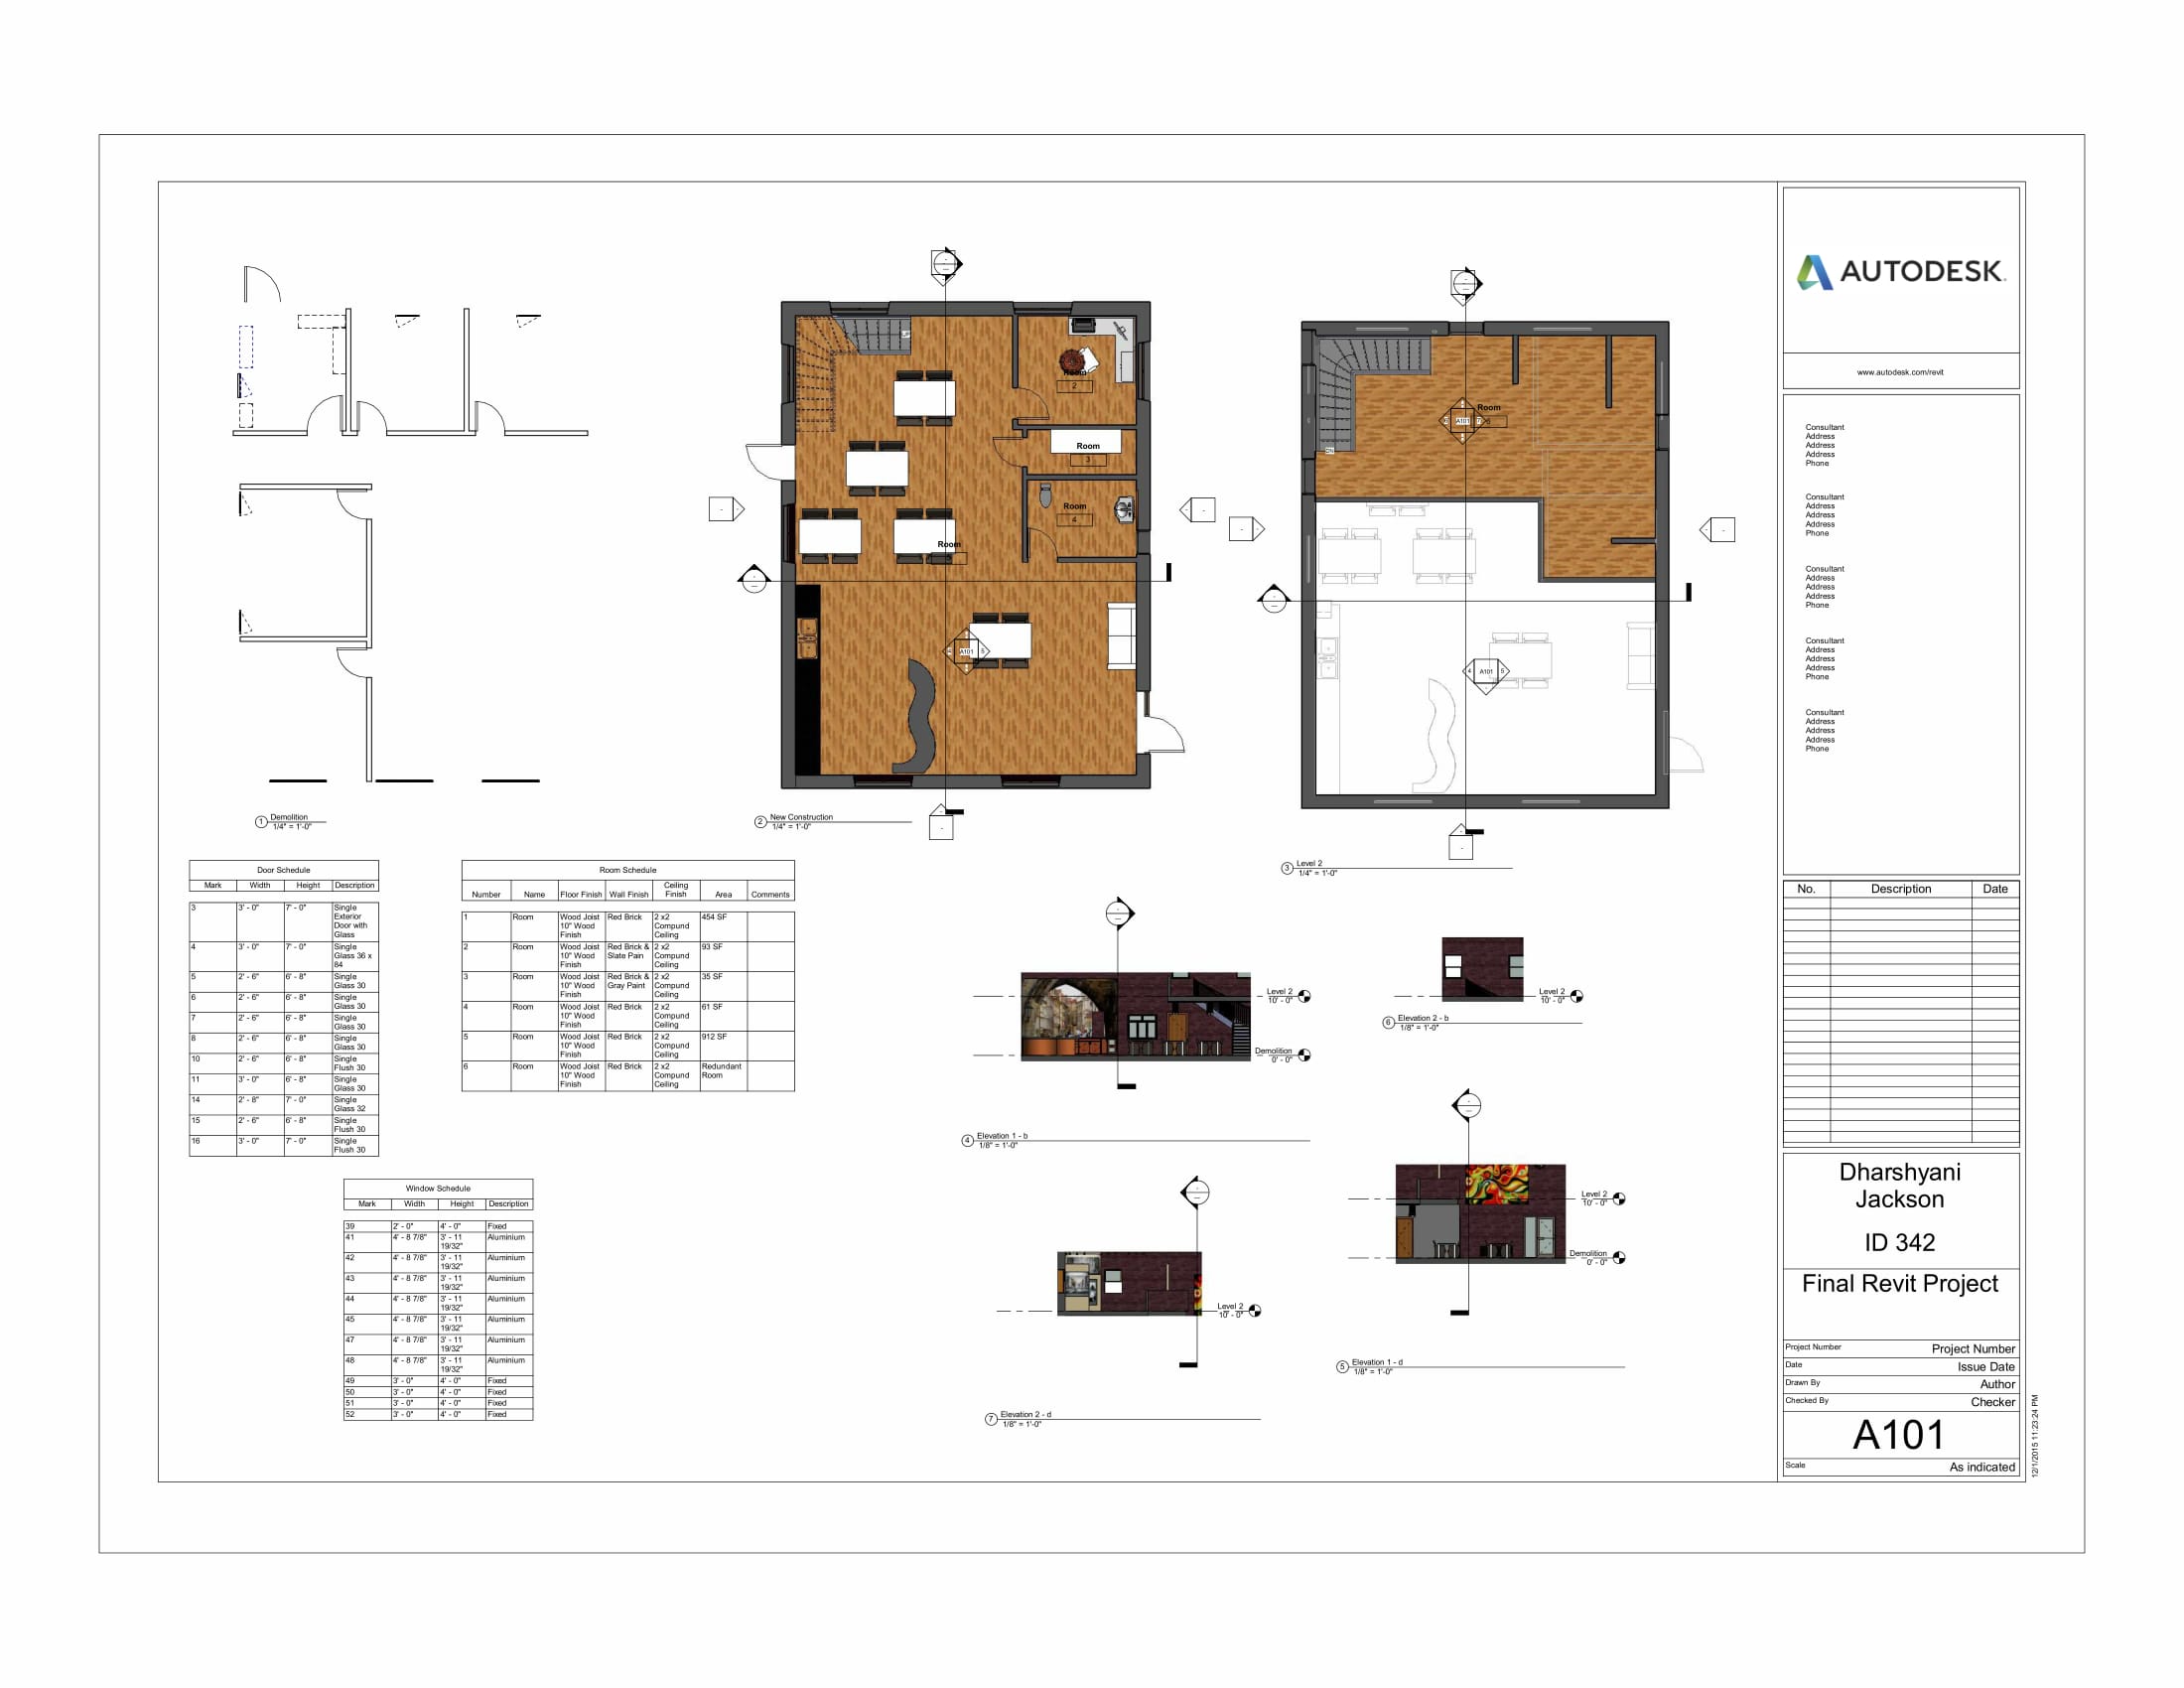 AUTODESK.
www.autodesk.com/revit
Consultant
Address
Address
Address
Phone
Consultant
Address
Address
Address
Phone
Consultant
Address
Address
Address
Phone
Consultant
Address
Address
Address
Phone
Consultant
Address
Address
Address
Phone
No. Description Date
Dharshyani
Jackson
ID 342
Final Revit Project
Project Number Project Number
Date Issue Date
Drawn By Author
Checked By Checker
A101
Scale As indicated
12/1/2015 11:23:24 PM
1 Demolition
1/4" = 1'-0"
Room
2
Room
3
Room
4
Room
A101 5
2 New Construction
1/4" = 1'-0"
Room
A101 6
4 A101 5
3 Level 2
1/4" = 1'-0"
Door Schedule
Mark Width Height Description
3 3' - 0" 7' - 0" Single
Exterior
Door with
Glass
4 3' - 0" 7' - 0" Single
Glass 36 x
84
5 2' - 6" 6' - 8" Single
Glass 30
6 2' - 6" 6' - 8" Single
Glass 30
7 2' - 6" 6' - 8" Single
Glass 30
8 2' - 6" 6' - 8" Single
Glass 30
10 2' - 6" 6' - 8" Single
Flush 30
11 3' - 0" 6' - 8" Single
Glass 30
14 2' - 8" 7' - 0" Single
Glass 32
15 2' - 6" 6' - 8" Single
Flush 30
16 3' - 0" 7' - 0" Single
Flush 30
Room Schedule
Number Name Floor Finish Wall Finish Ceiling
Finish Area Comments
1 Room Wood Joist Red Brick 2 x2 454 SF
10" Wood Compund
Finish Ceiling
2 Room Wood Joist Red Brick & 2 x2 93 SF
10" Wood Slate Pain Compund
Finish Ceiling
3 Room Wood Joist Red Brick & 2 x2 35 SF
10" Wood Gray Paint Compund
Finish Ceiling
4 Room Wood Joist Red Brick 2 x2 61 SF
10" Wood Compund
Finish Ceiling
5 Room Wood Joist Red Brick 2 x2 912 SF
10" Wood Compund
Finish Ceiling
6 Room Wood Joist Red Brick 2 x2 Redundant
10" Wood Compund Room
Finish Ceiling
Window Schedule
Mark Width Height Description
39 2' - 0" 4' - 0" Fixed
41 4' - 8 7/8" 3' - 11 Aluminium
19/32"
42 4' - 8 7/8" 3' - 11 Aluminium
19/32"
43 4' - 8 7/8" 3' - 11 Aluminium
19/32"
44 4' - 8 7/8" 3' - 11 Aluminium
19/32"
45 4' - 8 7/8" 3' - 11 Aluminium
19/32"
47 4' - 8 7/8" 3' - 11 Aluminium
19/32"
48 4' - 8 7/8" 3' - 11 Aluminium
19/32"
49 3' - 0" 4' - 0" Fixed
50 3' - 0" 4' - 0" Fixed
51 3' - 0" 4' - 0" Fixed
52 3' - 0" 4' - 0" Fixed
Level 2
10' - 0"
Demolition
0' - 0"
4 Elevation 1 - b
1/8" = 1'-0"
Level 2
10' - 0"
6 Elevation 2 - b
1/8" = 1'-0"
Level 2
10' - 0"
Demolition
0' - 0"
5 Elevation 1 - d
1/8" = 1'-0"
Level 2
10' - 0"
7 Elevation 2 - d
1/8" = 1'-0"